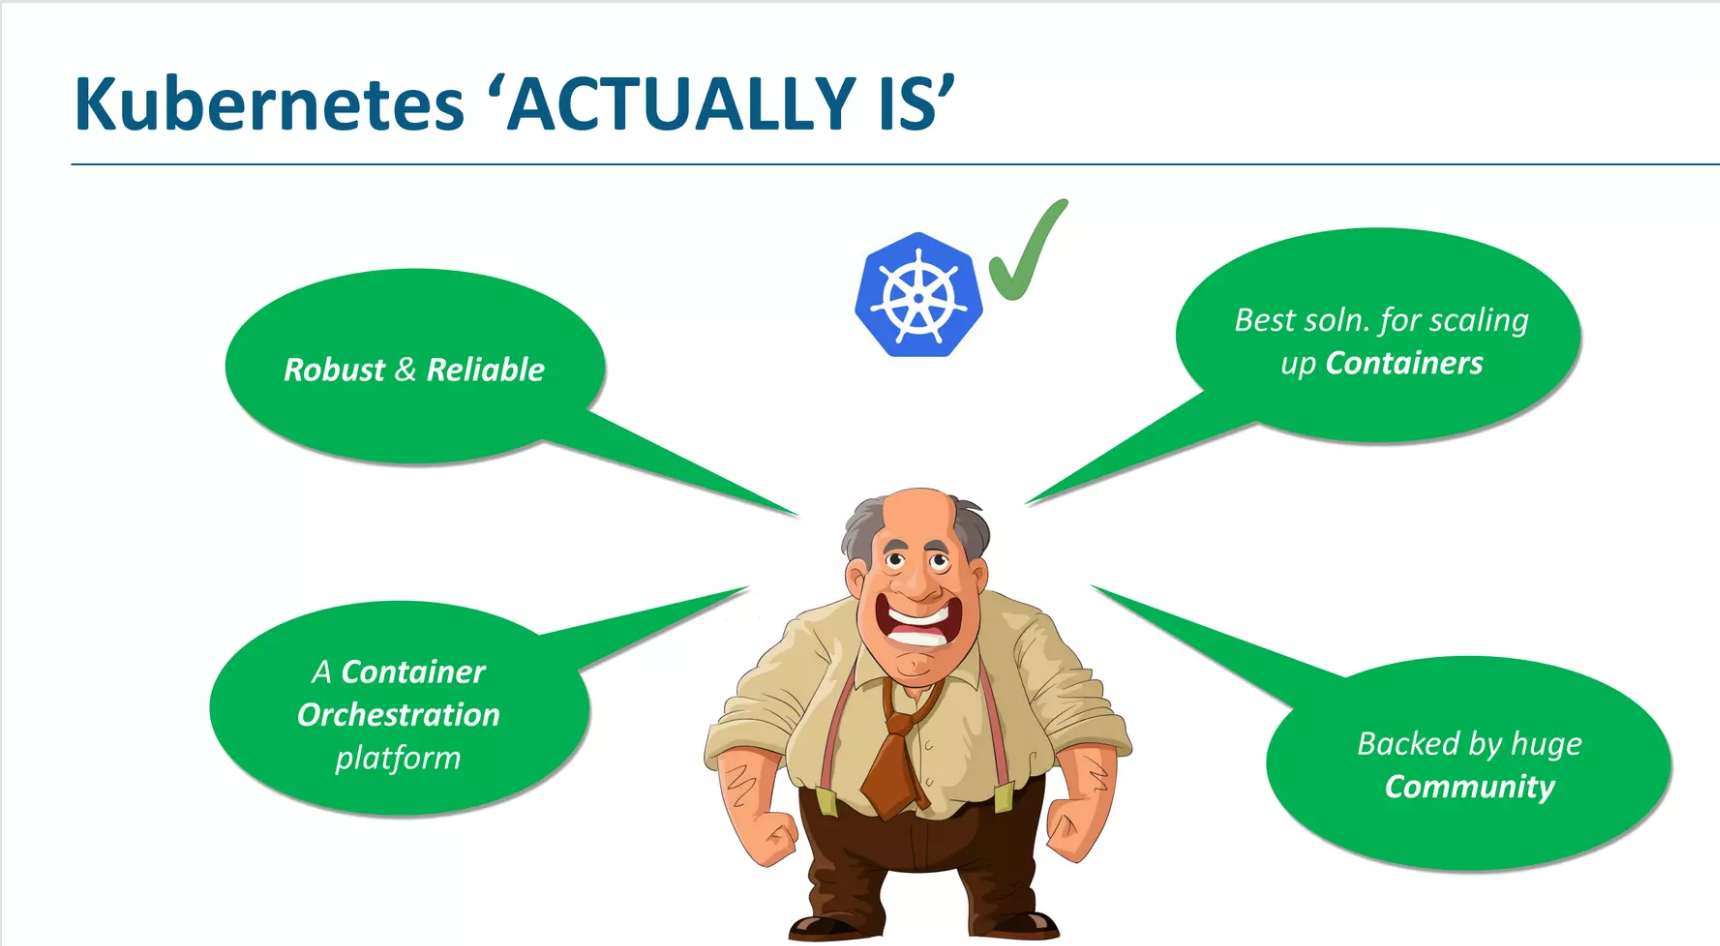 Kubernetes ‘ACTUALLY IS’
Robust & Reliable
Best soln. for scaling
up Containers
A Container
Orchestration
platform
Backed by huge
Community